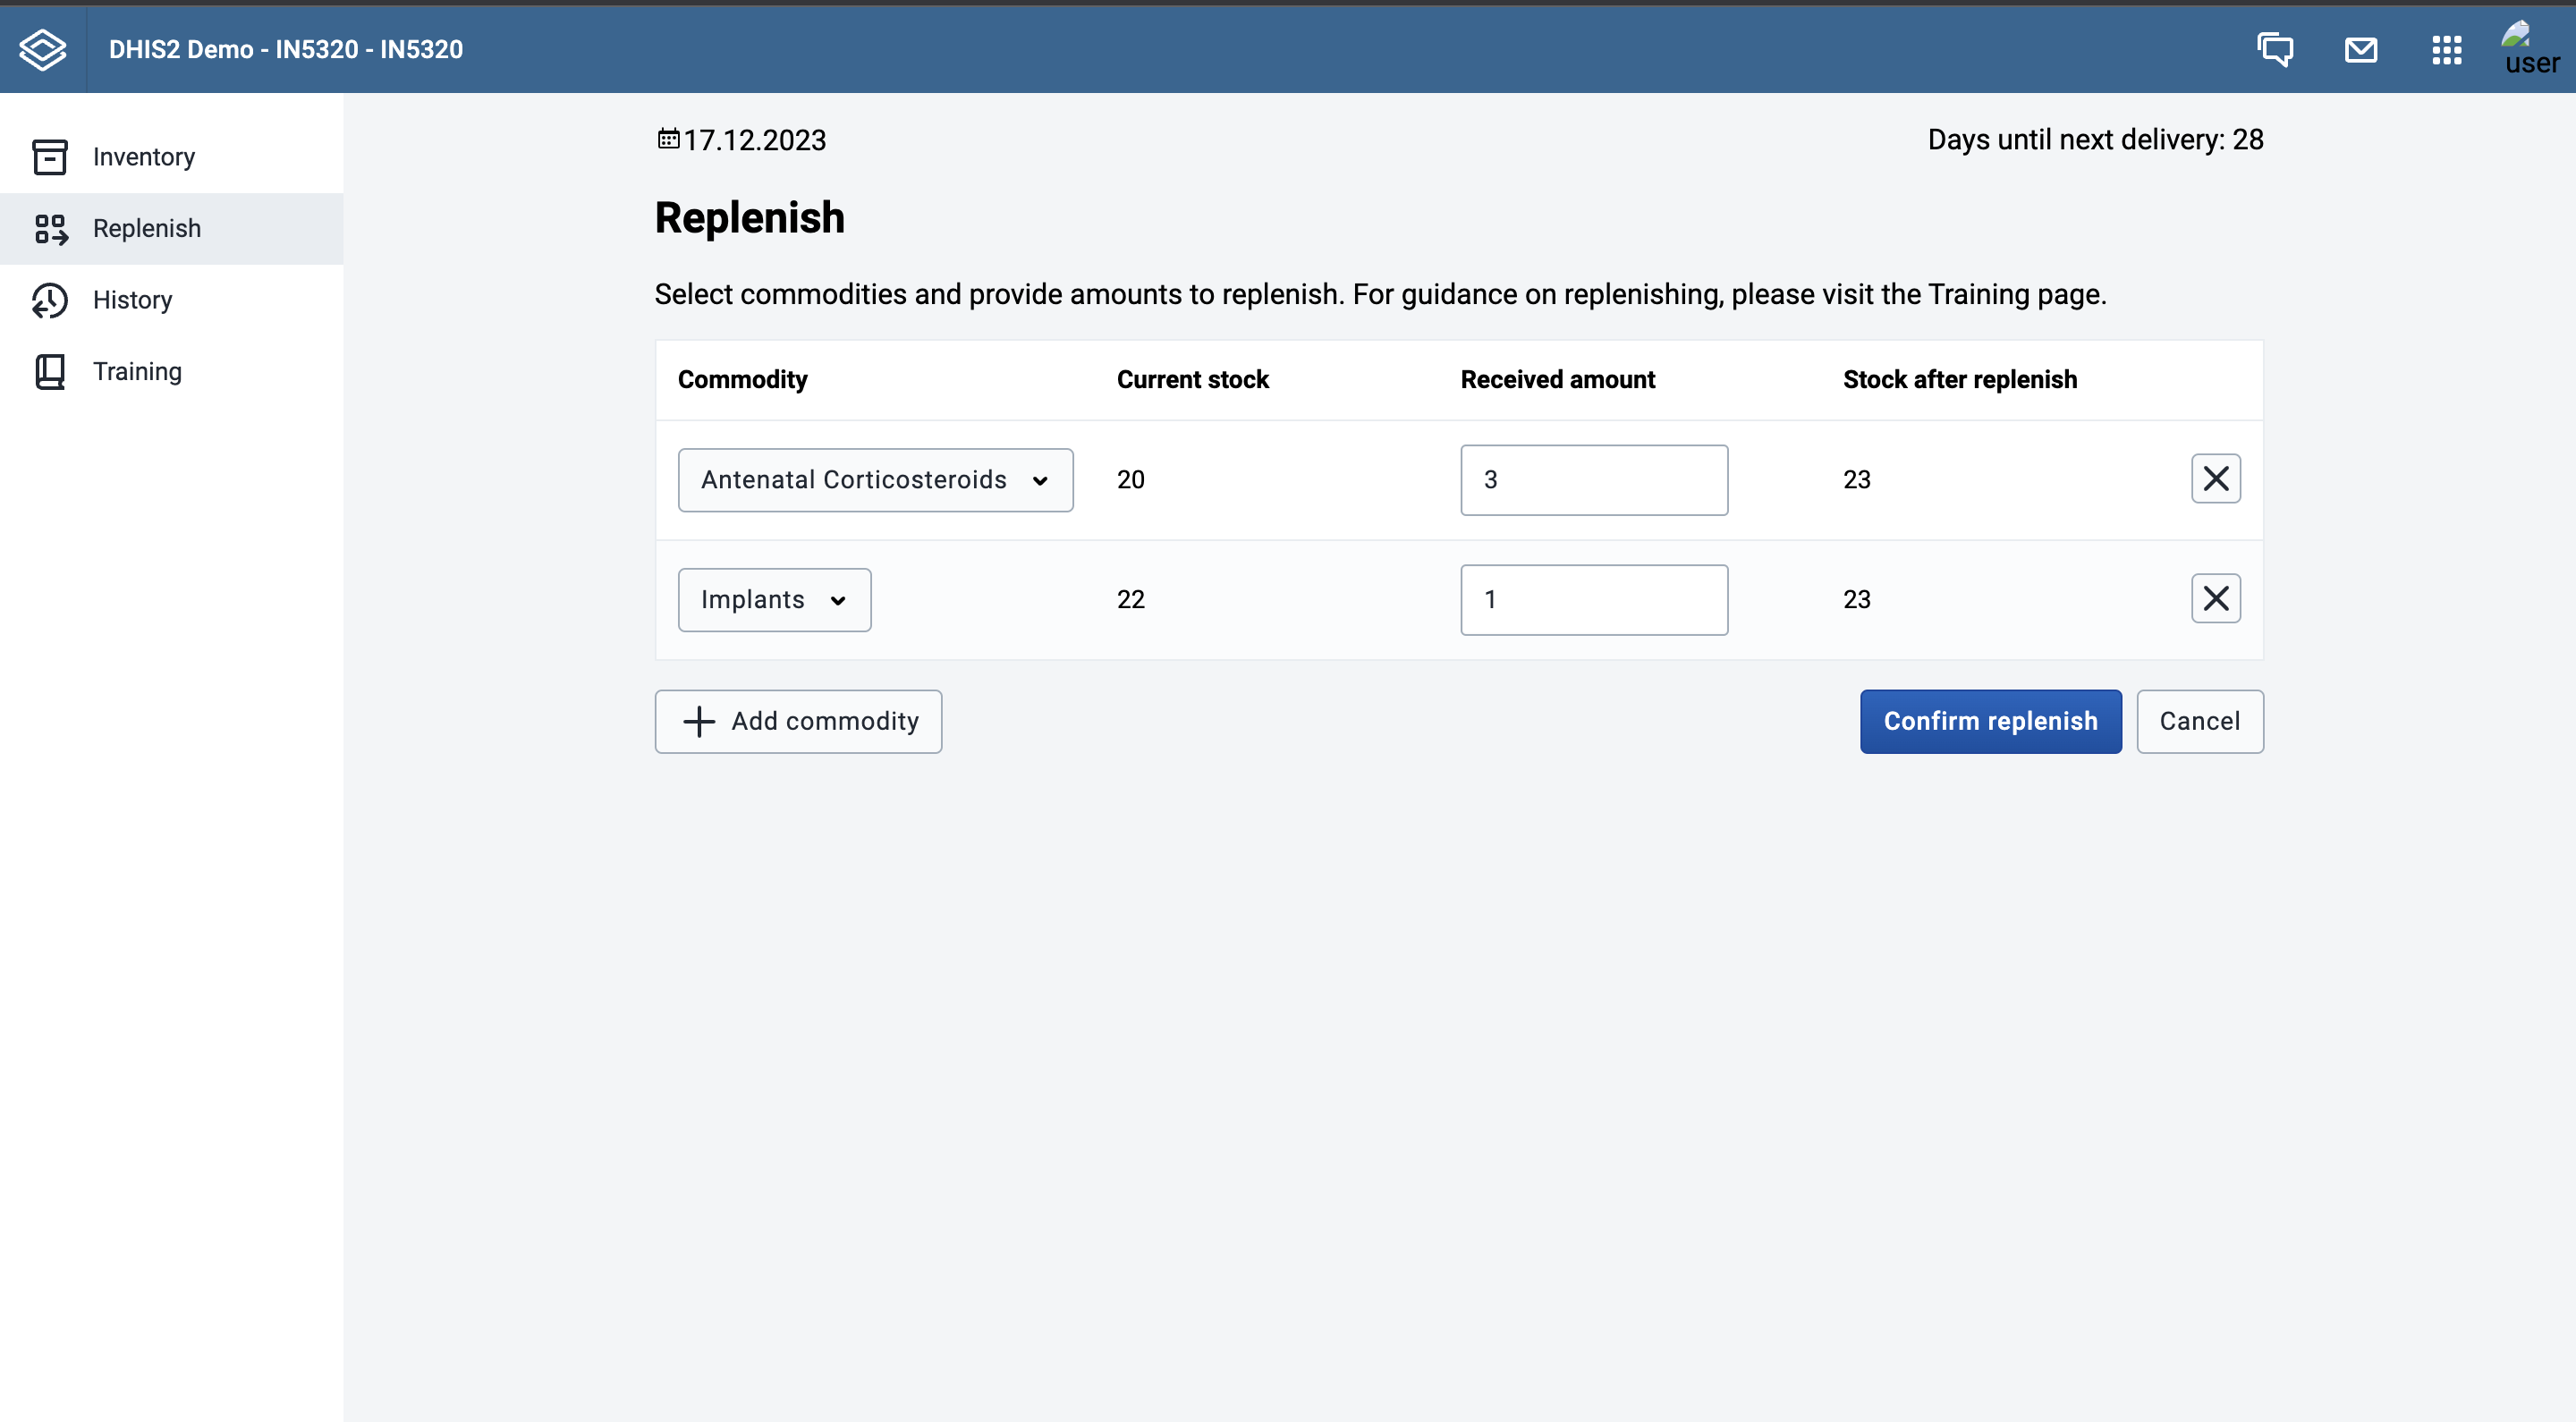 DHIS2 Demo - IN5320 - IN5320
user
Inventory
Replenish
History
Training
17.12.2023
Days until next delivery: 28
Replenish
Select commodities and provide amounts to replenish. For guidance on replenishing, please visit the Training page.
Commodity Current stock Received amount Stock after replenish
Antenatal Corticosteroids 20 3 23
Implants 22 1 23
Add commodity Confirm replenish Cancel